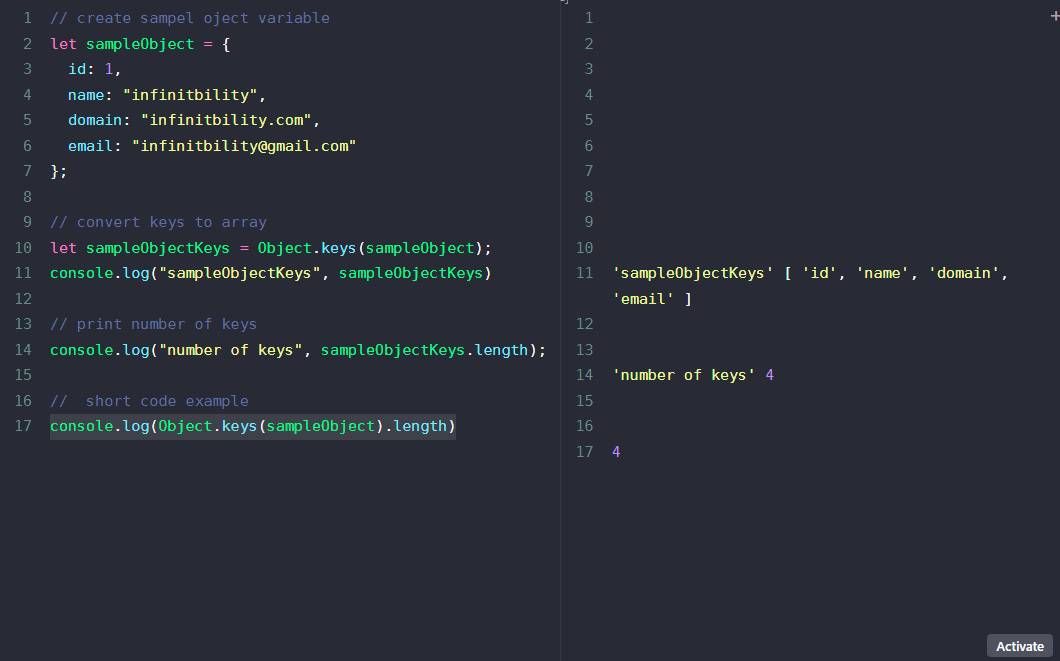 1 // create sampel oject variable
2 let sampleObject = {
3   id: 1,
4   name: "infinitbility",
5   domain: "infinitbility.com",
6   email: "infinitbility@gmail.com"
7 };
8
9 // convert keys to array
10 let sampleObjectKeys = Object.keys(sampleObject);
11 console.log("sampleObjectKeys", sampleObjectKeys)
12
13 // print number of keys
14 console.log("number of keys", sampleObjectKeys.length);
15
16 //  short code example
17 console.log(Object.keys(sampleObject).length)
1
2
3
4
5
6
7
8
9
10
11 'sampleObjectKeys' [ 'id', 'name', 'domain',
'email' ]
12
13
14 'number of keys' 4
15
16
17 4
Activate